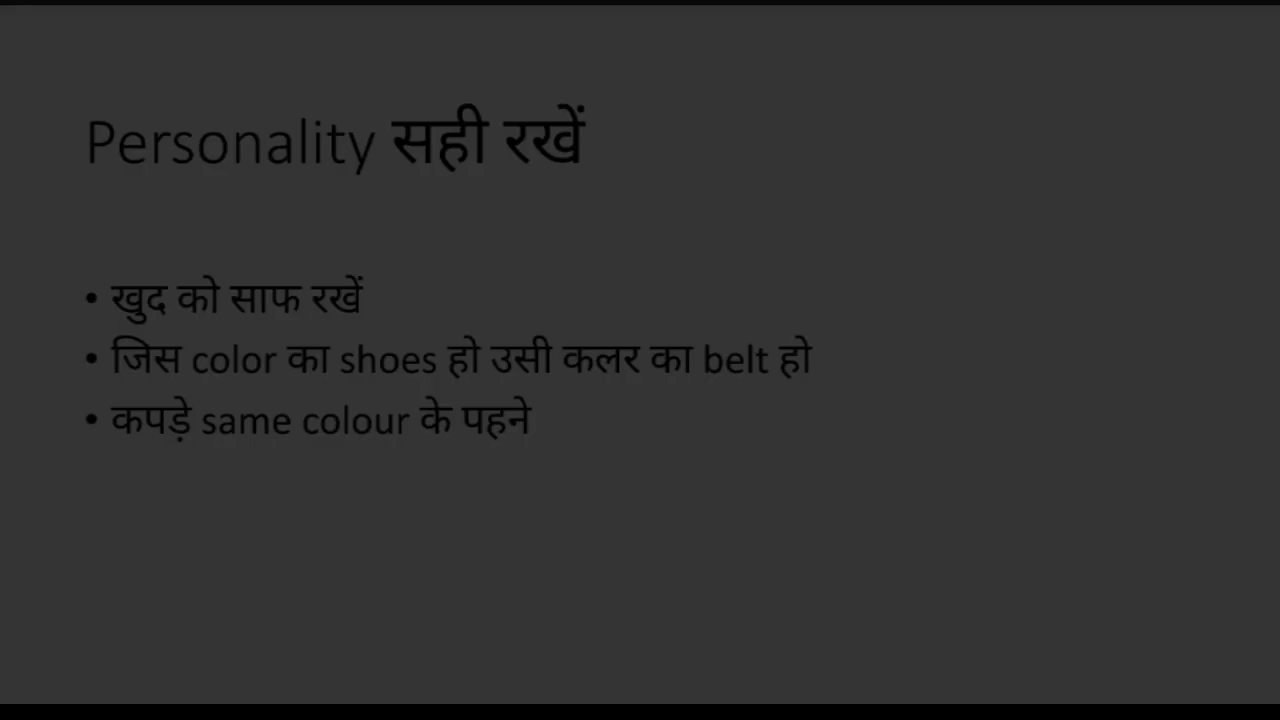 Personality सही रखें
• खुद को साफ रखें
• जिस color का shoes हो उसी कलर का belt हो
• कपड़े same colour के पहने